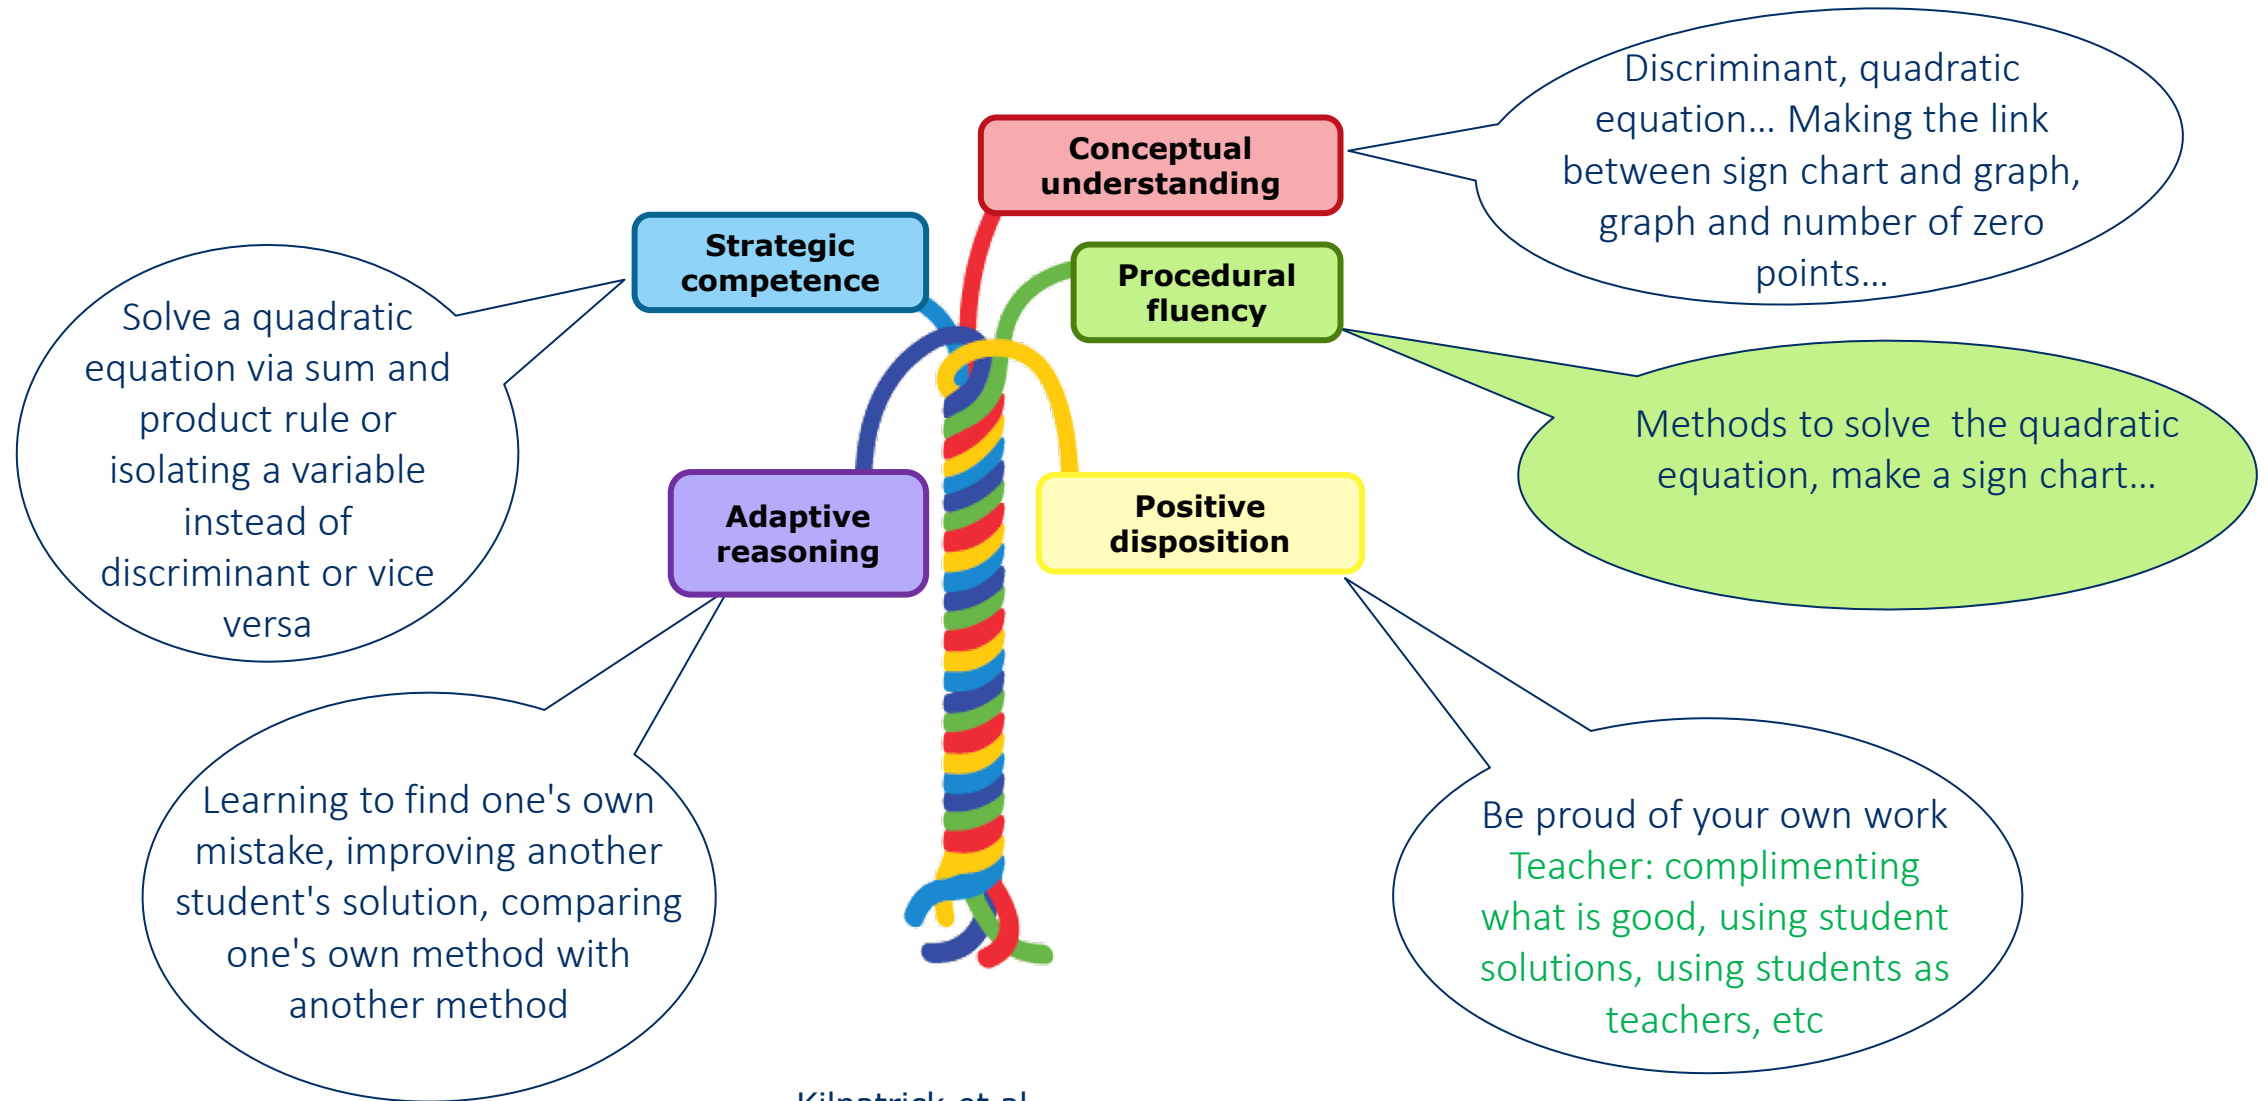 Discriminant, quadratic
equation... Making the link
between sign chart and graph,
graph and number of zero
points...
Conceptual
understanding
Strategic
competence
Procedural
fluency
Solve a quadratic
equation via sum and
product rule or
isolating a variable
instead of
discriminant or vice
versa
Methods to solve  the quadratic
equation, make a sign chart...
Adaptive
reasoning
Positive
disposition
Learning to find one's own
mistake, improving another
student's solution, comparing
one's own method with
another method
Be proud of your own work
Teacher: complimenting
what is good, using student
solutions, using students as
teachers, etc
Kilpatrick et al